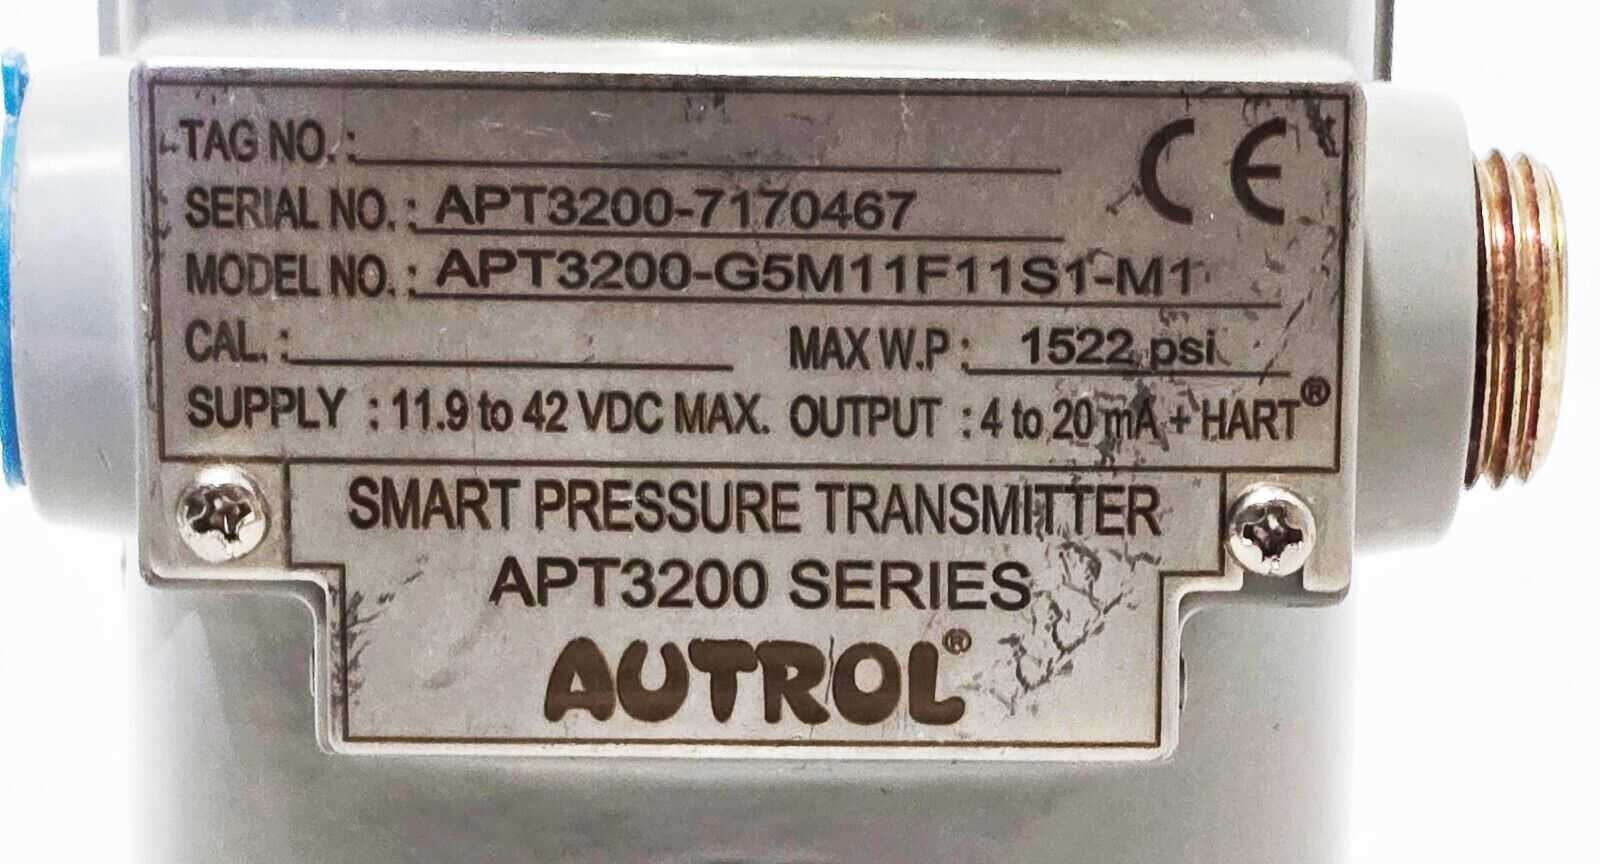 TAG NO. :
CE
SERIAL NO. : APT3200-7170467
MODEL NO. : APT3200-G5M11F11S1-M1
CAL. : MAX W.P : 1522 psi
SUPPLY : 11.9 to 42 VDC MAX. OUTPUT : 4 to 20 mA + HART®
SMART PRESSURE TRANSMITTER
APT3200 SERIES
AUTROL®